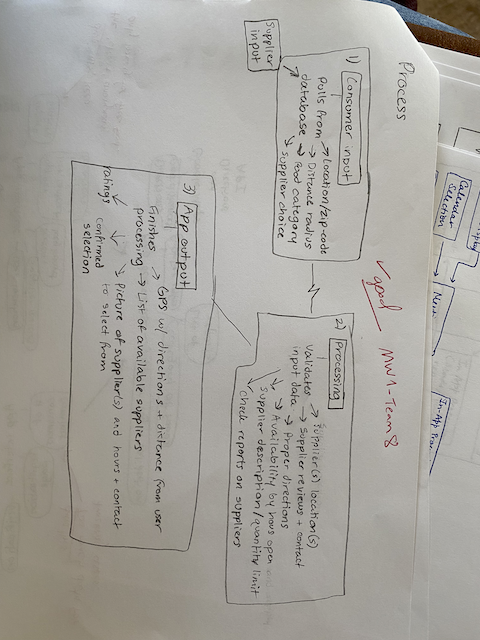 Process
Supplier
input
1) Consumer input
Pulls from → Location/zip-code
database → Distance radius
→ Food category
→ Supplier choice
✓ good
MW1-Team 8
2) Processing
Validates → Supplier(s) location(s)
input data → Supplier reviews + contact
→ Proper directions
→ Availability by hours open
Supplier description/quantity limit
Check reports on suppliers
3) App output
Finishes → GPS w/ directions + distance from user
processing → List of available suppliers
→ Picture of supplier(s) and hours + contact
ratings confirmed to select from
selection
Calendar
Selection
New
In-App